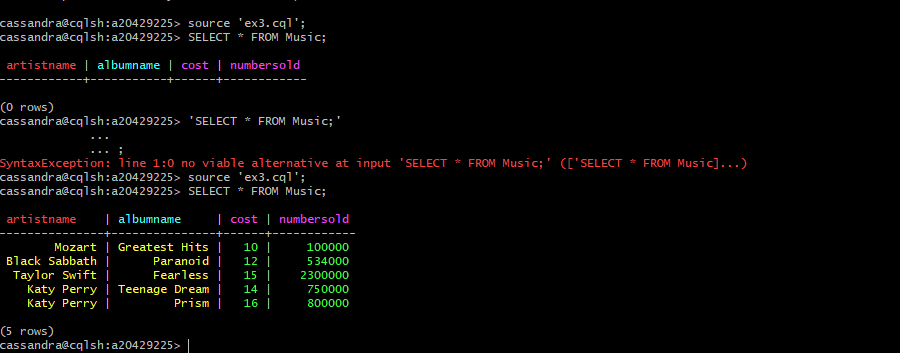 cassandra@cqlsh:a20429225> source 'ex3.cql';
cassandra@cqlsh:a20429225> SELECT * FROM Music;
 artistname | albumname | cost | numbersold
------------+-----------+------+------------
(0 rows)
cassandra@cqlsh:a20429225> 'SELECT * FROM Music;'
             ...
             ... ;
SyntaxException: line 1:0 no viable alternative at input 'SELECT * FROM Music;' (['SELECT * FROM Music]...)
cassandra@cqlsh:a20429225> source 'ex3.cql';
cassandra@cqlsh:a20429225> SELECT * FROM Music;
 artistname    | albumname     | cost | numbersold
---------------+---------------+------+------------
        Mozart | Greatest Hits |   10 |     100000
 Black Sabbath |      Paranoid |   12 |     534000
  Taylor Swift |      Fearless |   15 |    2300000
    Katy Perry | Teenage Dream |   14 |     750000
    Katy Perry |         Prism |   16 |     800000
(5 rows)
cassandra@cqlsh:a20429225>